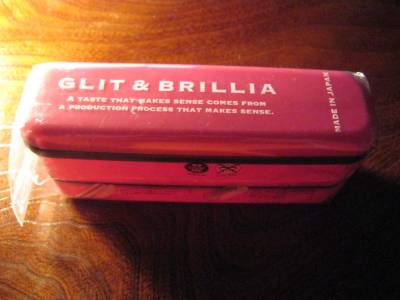 GLIT & BRILLIA
A TASTE THAT MAKES SENSE COMES FROM
A PRODUCTION PROCESS THAT MAKES SENSE.
MADE IN JAPAN